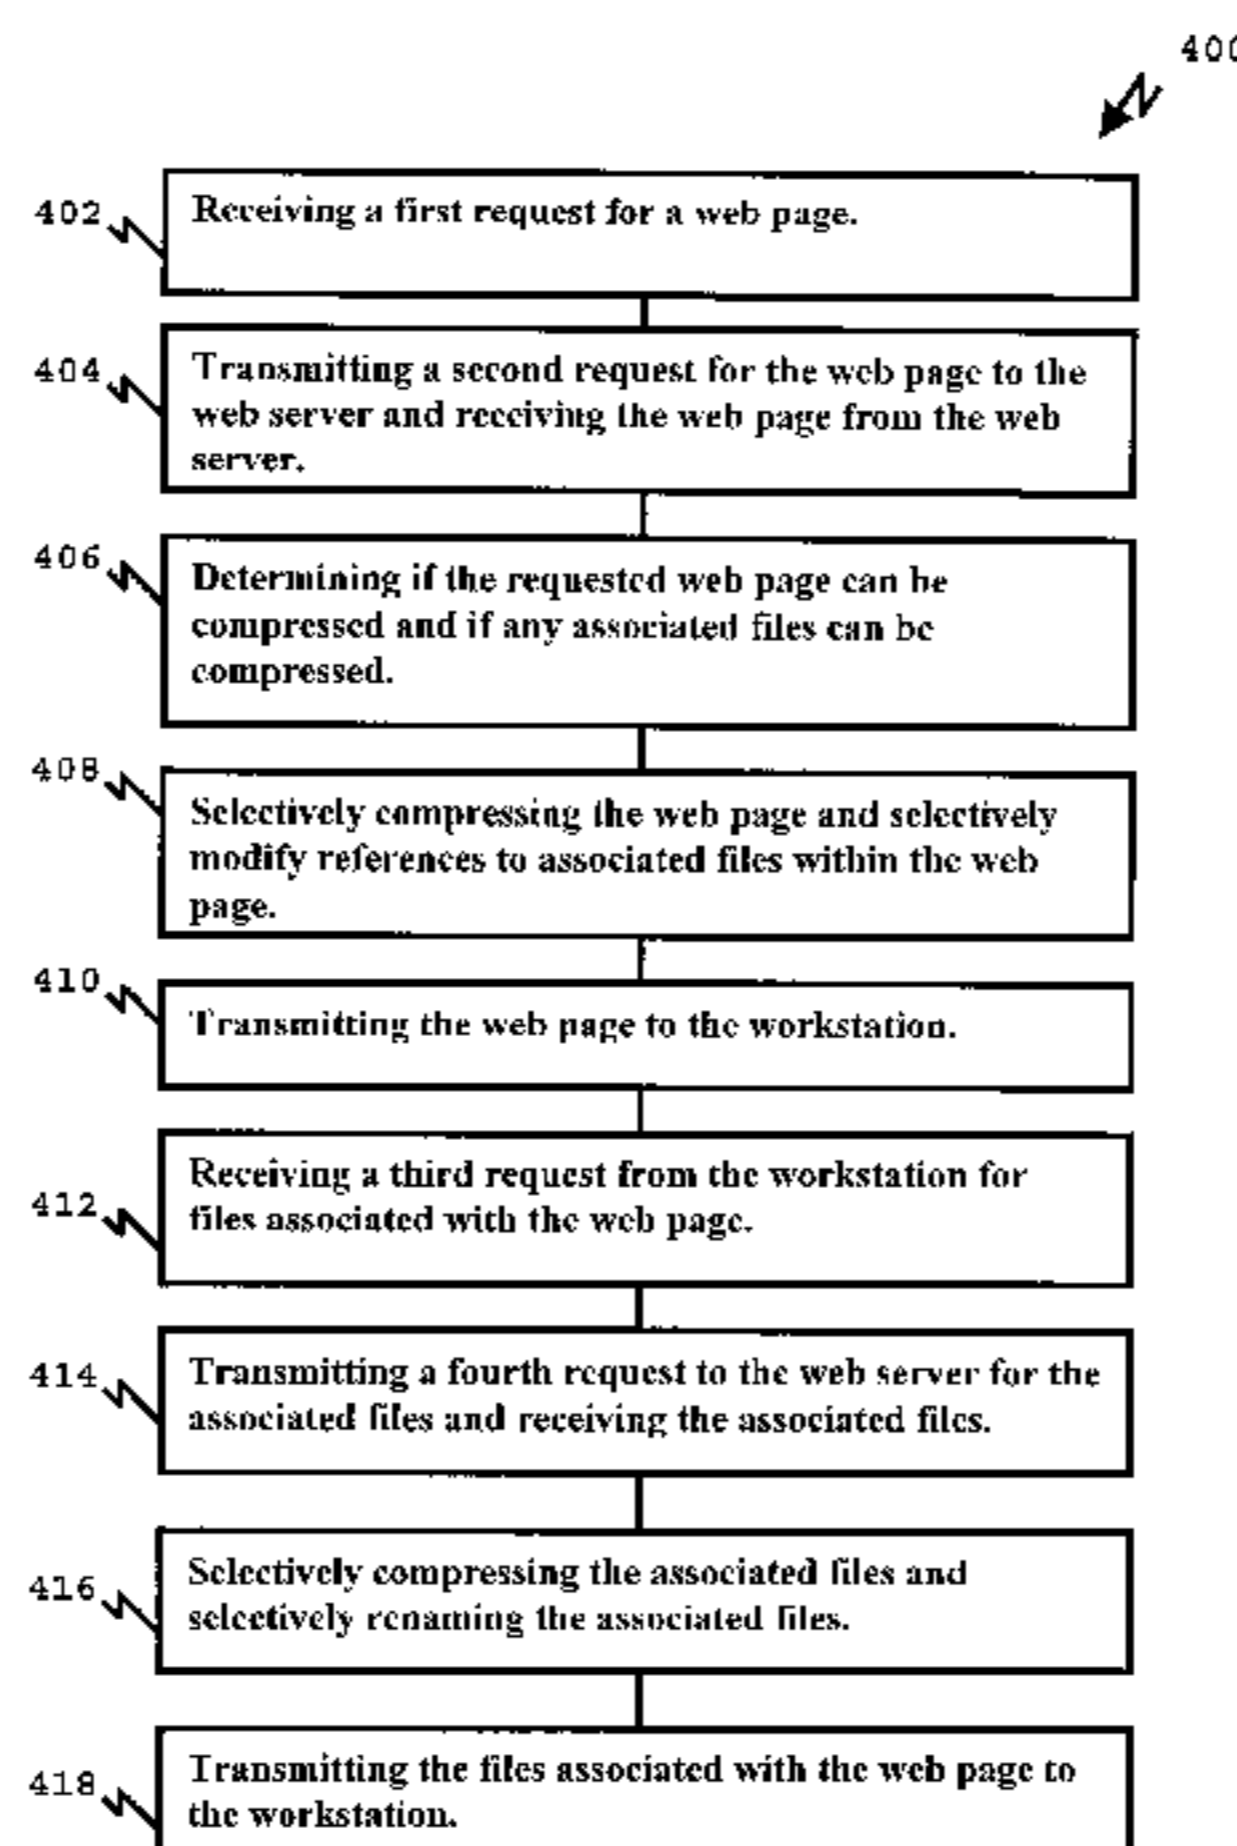 400
402
Receiving a first request for a web page.
404
Transmitting a second request for the web page to the
web server and receiving the web page from the web
server.
406
Determining if the requested web page can be
compressed and if any associated files can be
compressed.
408
Selectively compressing the web page and selectively
modify references to associated files within the web
page.
410
Transmitting the web page to the workstation.
412
Receiving a third request from the workstation for
files associated with the web page.
414
Transmitting a fourth request to the web server for the
associated files and receiving the associated files.
416
Selectively compressing the associated files and
selectively renaming the associated files.
418
Transmitting the files associated with the web page to
the workstation.